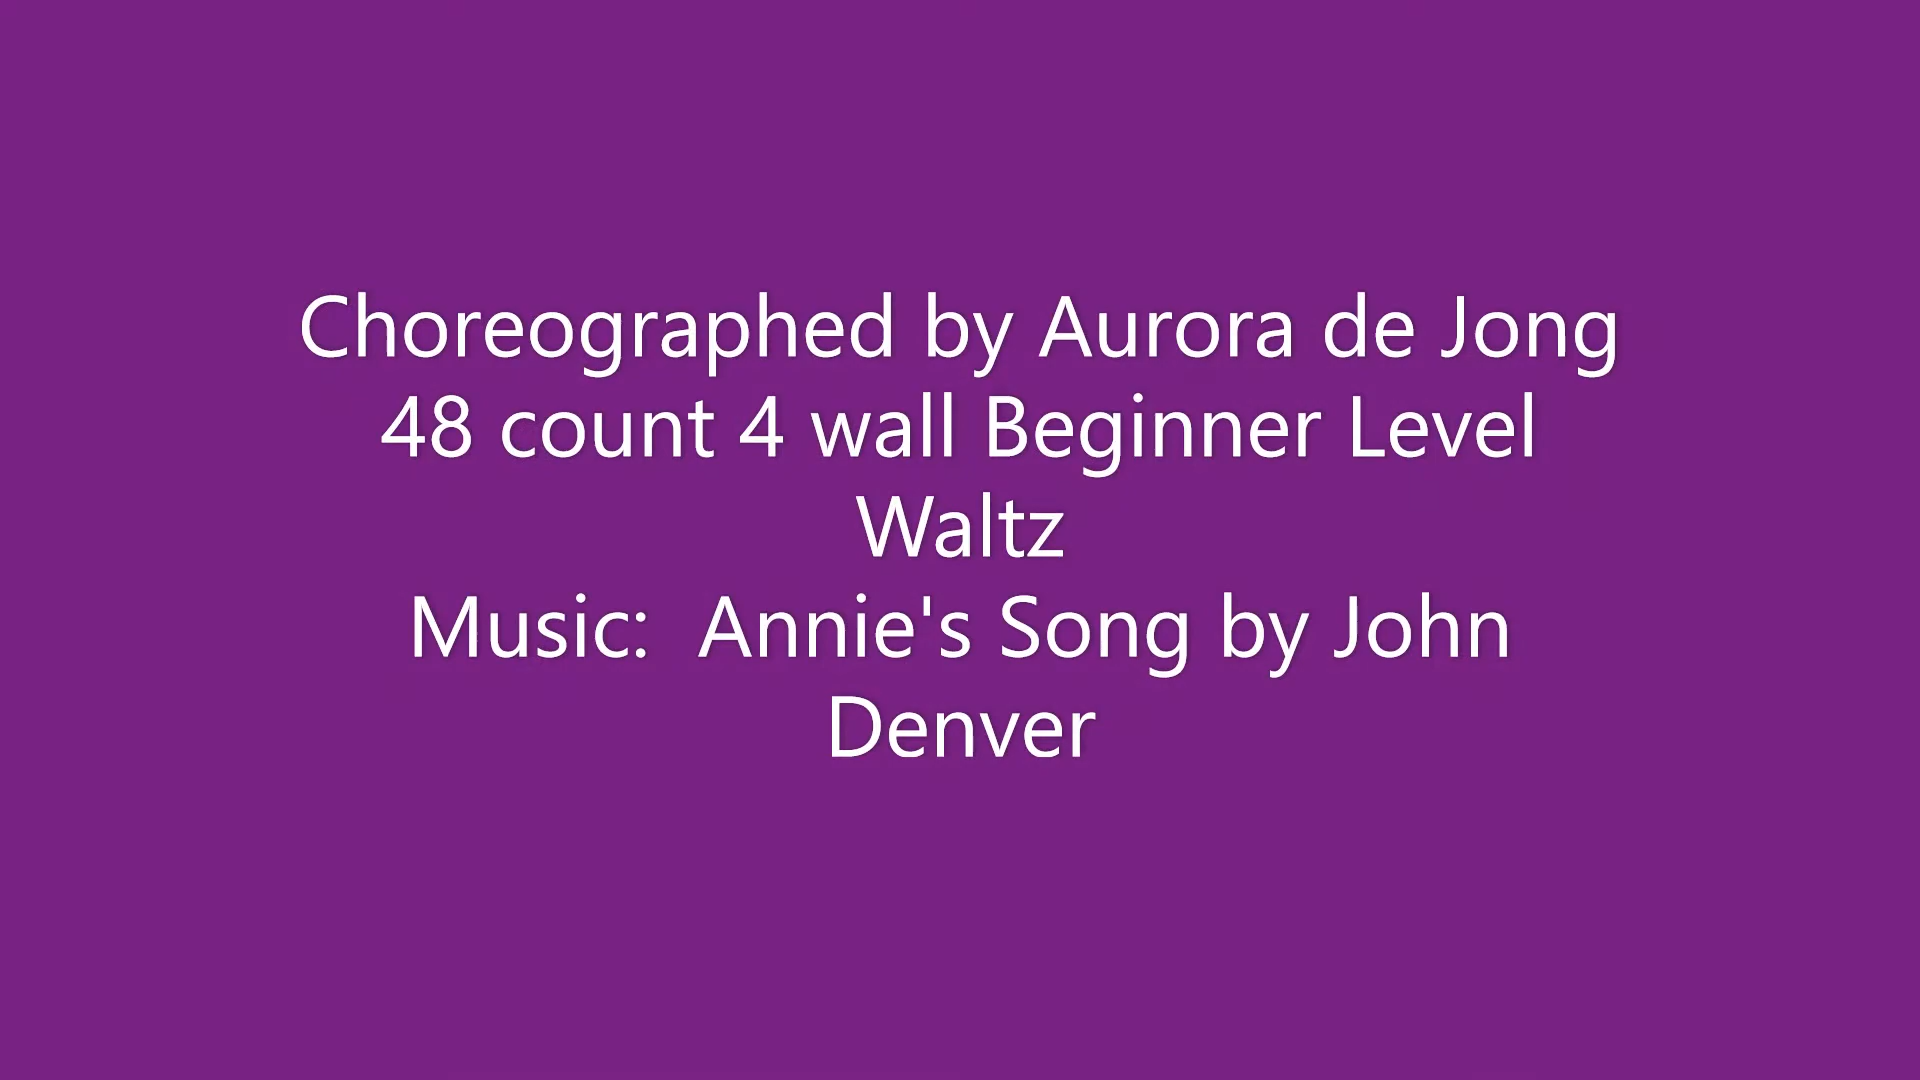 Choreographed by Aurora de Jong
48 count 4 wall Beginner Level
Waltz
Music:  Annie's Song by John
Denver